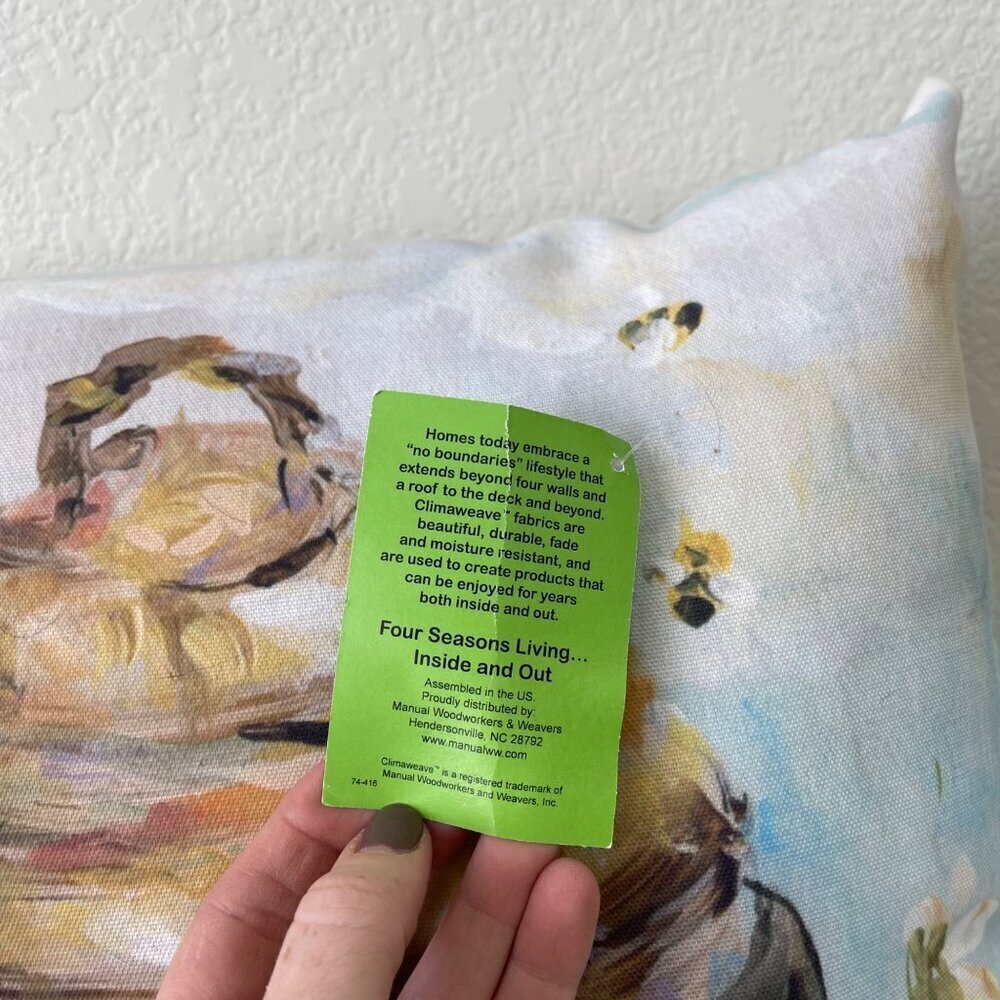 Homes today embrace a
"no boundaries" lifestyle that
extends beyond four walls and
a roof to the deck and beyond.
Climaweave™ fabrics are
beautiful, durable, fade
and moisture resistant, and
are used to create products that
can be enjoyed for years
both inside and out.
Four Seasons Living...
Inside and Out
Assembled in the US.
Proudly distributed by:
Manual Woodworkers & Weavers
Hendersonville, NC 28792
www.manualww.com
Climaweave™ is a registered trademark of
Manual Woodworkers and Weavers, Inc.
74-416